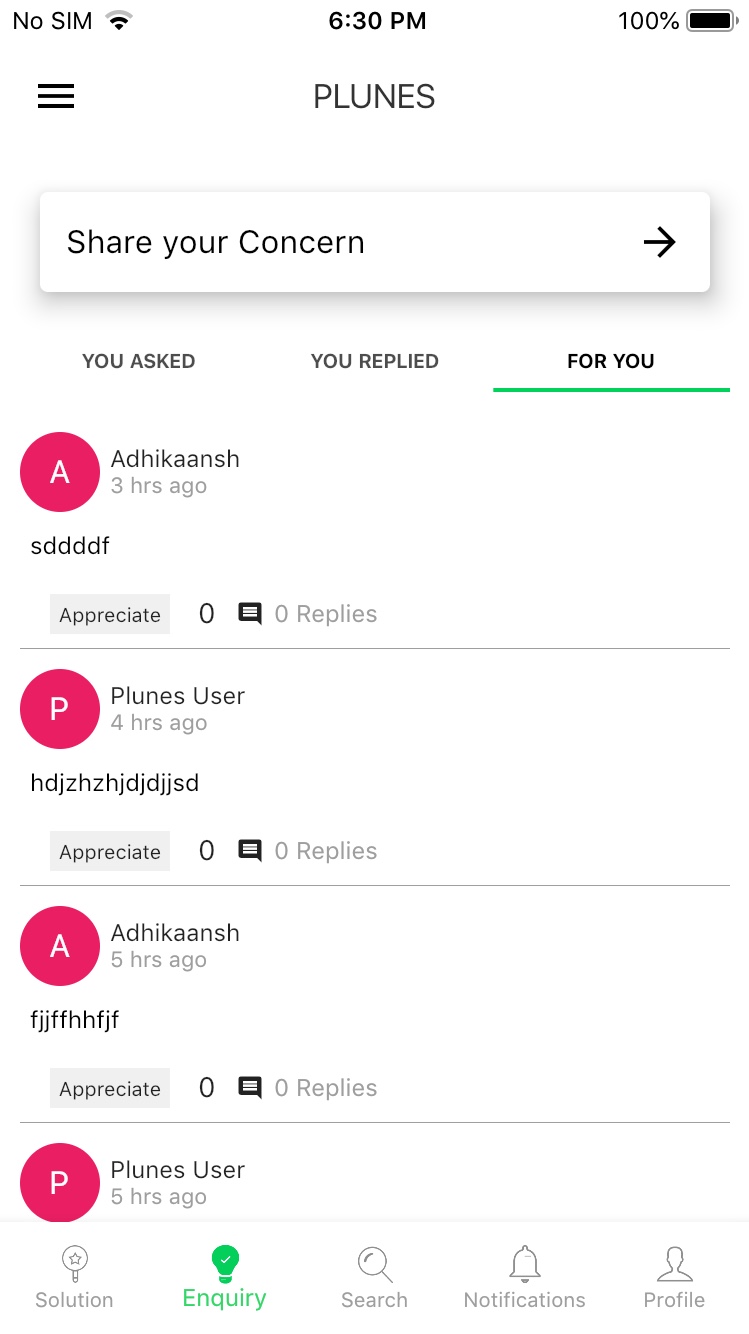 No SIM 6:30 PM 100%
PLUNES
Share your Concern
YOU ASKED YOU REPLIED FOR YOU
A Adhikaansh
3 hrs ago
sddddf
Appreciate 0 0 Replies
P Plunes User
4 hrs ago
hdjzhzhjdjdjjsd
Appreciate 0 0 Replies
A Adhikaansh
5 hrs ago
fjjffhhfjf
Appreciate 0 0 Replies
P Plunes User
5 hrs ago
Solution Enquiry Search Notifications Profile